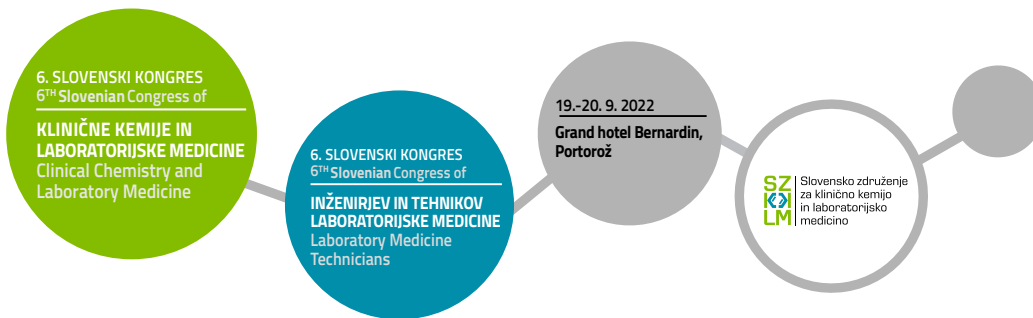 6. SLOVENSKI KONGRES
6TH Slovenian Congress of
KLINIČNE KEMIJE IN
LABORATORIJSKE MEDICINE
Clinical Chemistry and
Laboratory Medicine
6. SLOVENSKI KONGRES
6TH Slovenian Congress of
INŽENIRJEV IN TEHNIKOV
LABORATORIJSKE MEDICINE
Laboratory Medicine
Technicians
19.-20. 9. 2022
Grand hotel Bernardin,
Portorož
SZ
KK
LM
Slovensko združenje
za klinično kemijo
in laboratorijsko
medicino